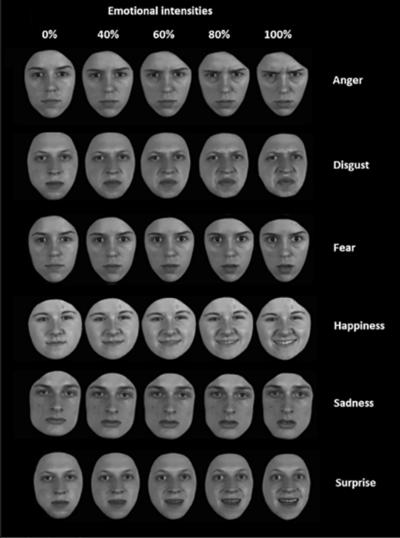 Emotional intensities
0% 40% 60% 80% 100%
Anger
Disgust
Fear
Happiness
Sadness
Surprise